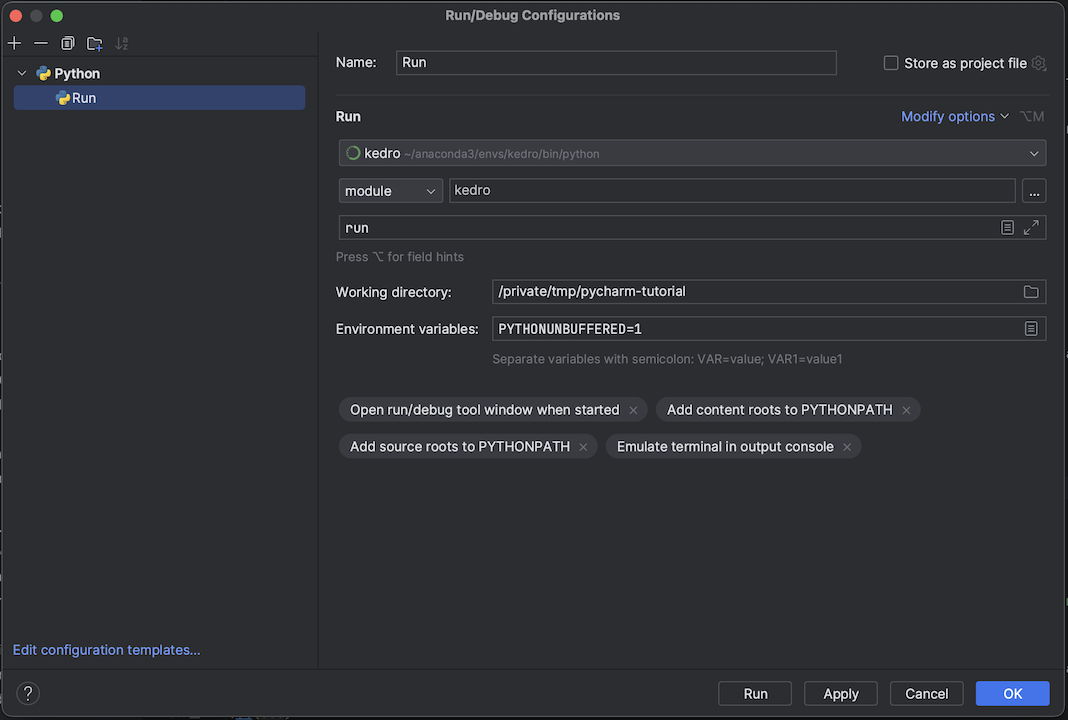 Run/Debug Configurations
Python
Run
Name: Run Store as project file
Run Modify options ⌥M
kedro ~/anaconda3/envs/kedro/bin/python
module kedro ...
run
Press ⌥ for field hints
Working directory: /private/tmp/pycharm-tutorial
Environment variables: PYTHONUNBUFFERED=1
Separate variables with semicolon: VAR=value; VAR1=value1
Open run/debug tool window when started × Add content roots to PYTHONPATH ×
Add source roots to PYTHONPATH × Emulate terminal in output console ×
Edit configuration templates...
? Run Apply Cancel OK